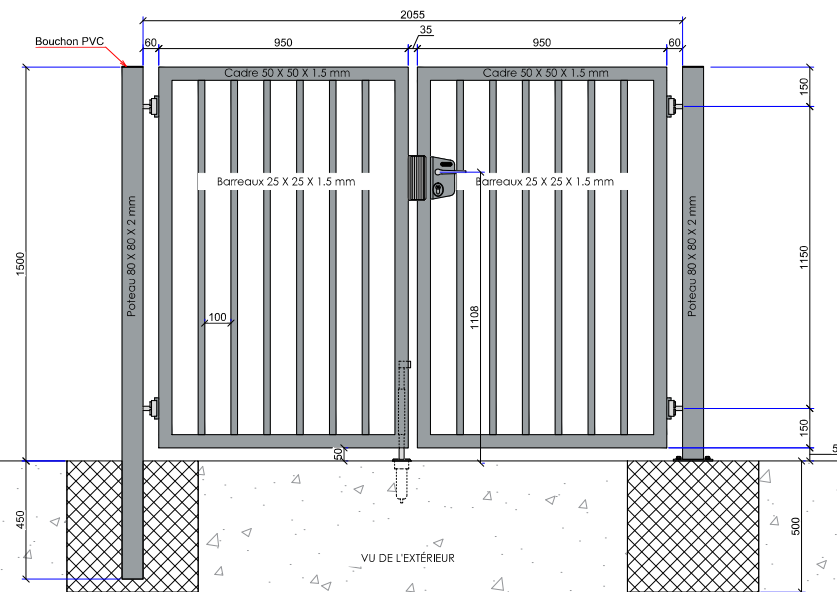 2055
35
Bouchon PVC
60
950
950
60
Cadre 50 X 50 X 1.5 mm
Cadre 50 X 50 X 1.5 mm
150
Barreaux 25 X 25 X 1.5 mm
Barreaux 25 X 25 X 1.5 mm
Poteau 80 X 80 X 2 mm
Poteau 80 X 80 X 2 mm
1500
1150
100
1108
150
50
5
450
500
VU DE L'EXTÉRIEUR